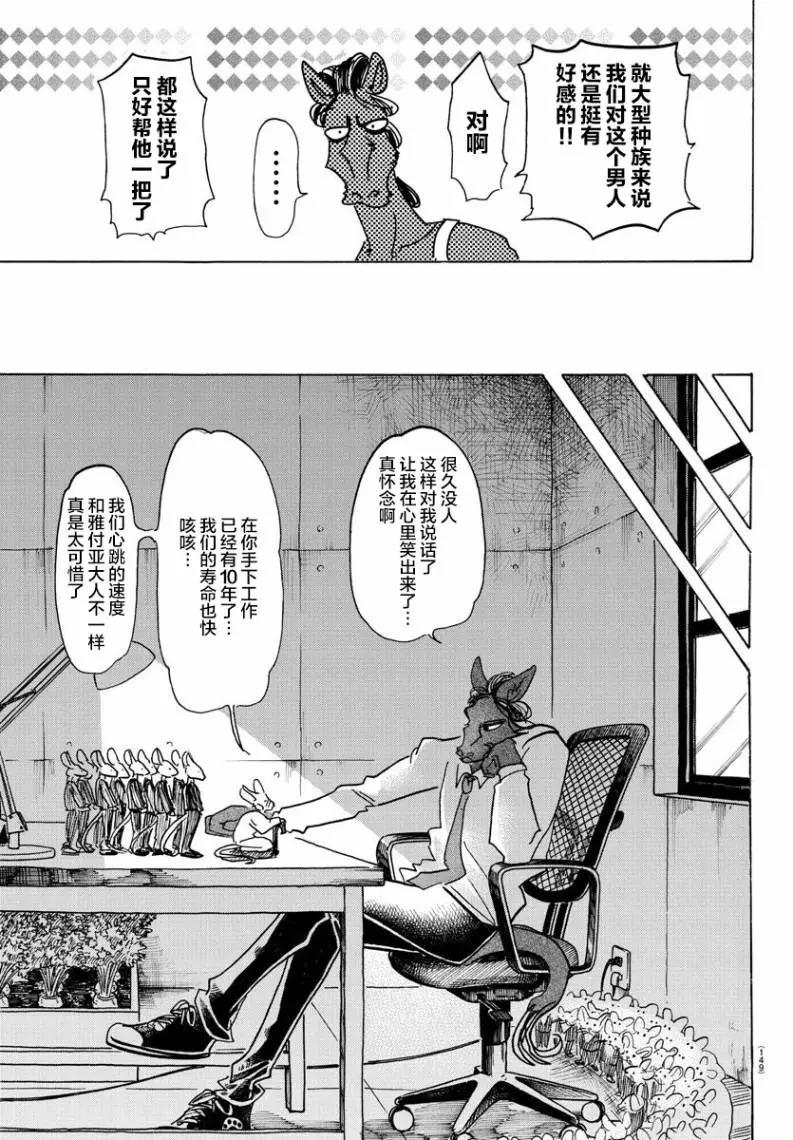 就大型种族来说
我们对这个男人
还是挺有
好感的!!
对啊
……
都这样说了
只好帮他一把了
很久没人
这样对我说话了
让我在心里笑出来了…
真怀念啊
在你手下工作
已经有10年了…
我们的寿命也快
咳咳…
我们心跳的速度
和雅付亚大人不一样
真是太可惜了
(149)